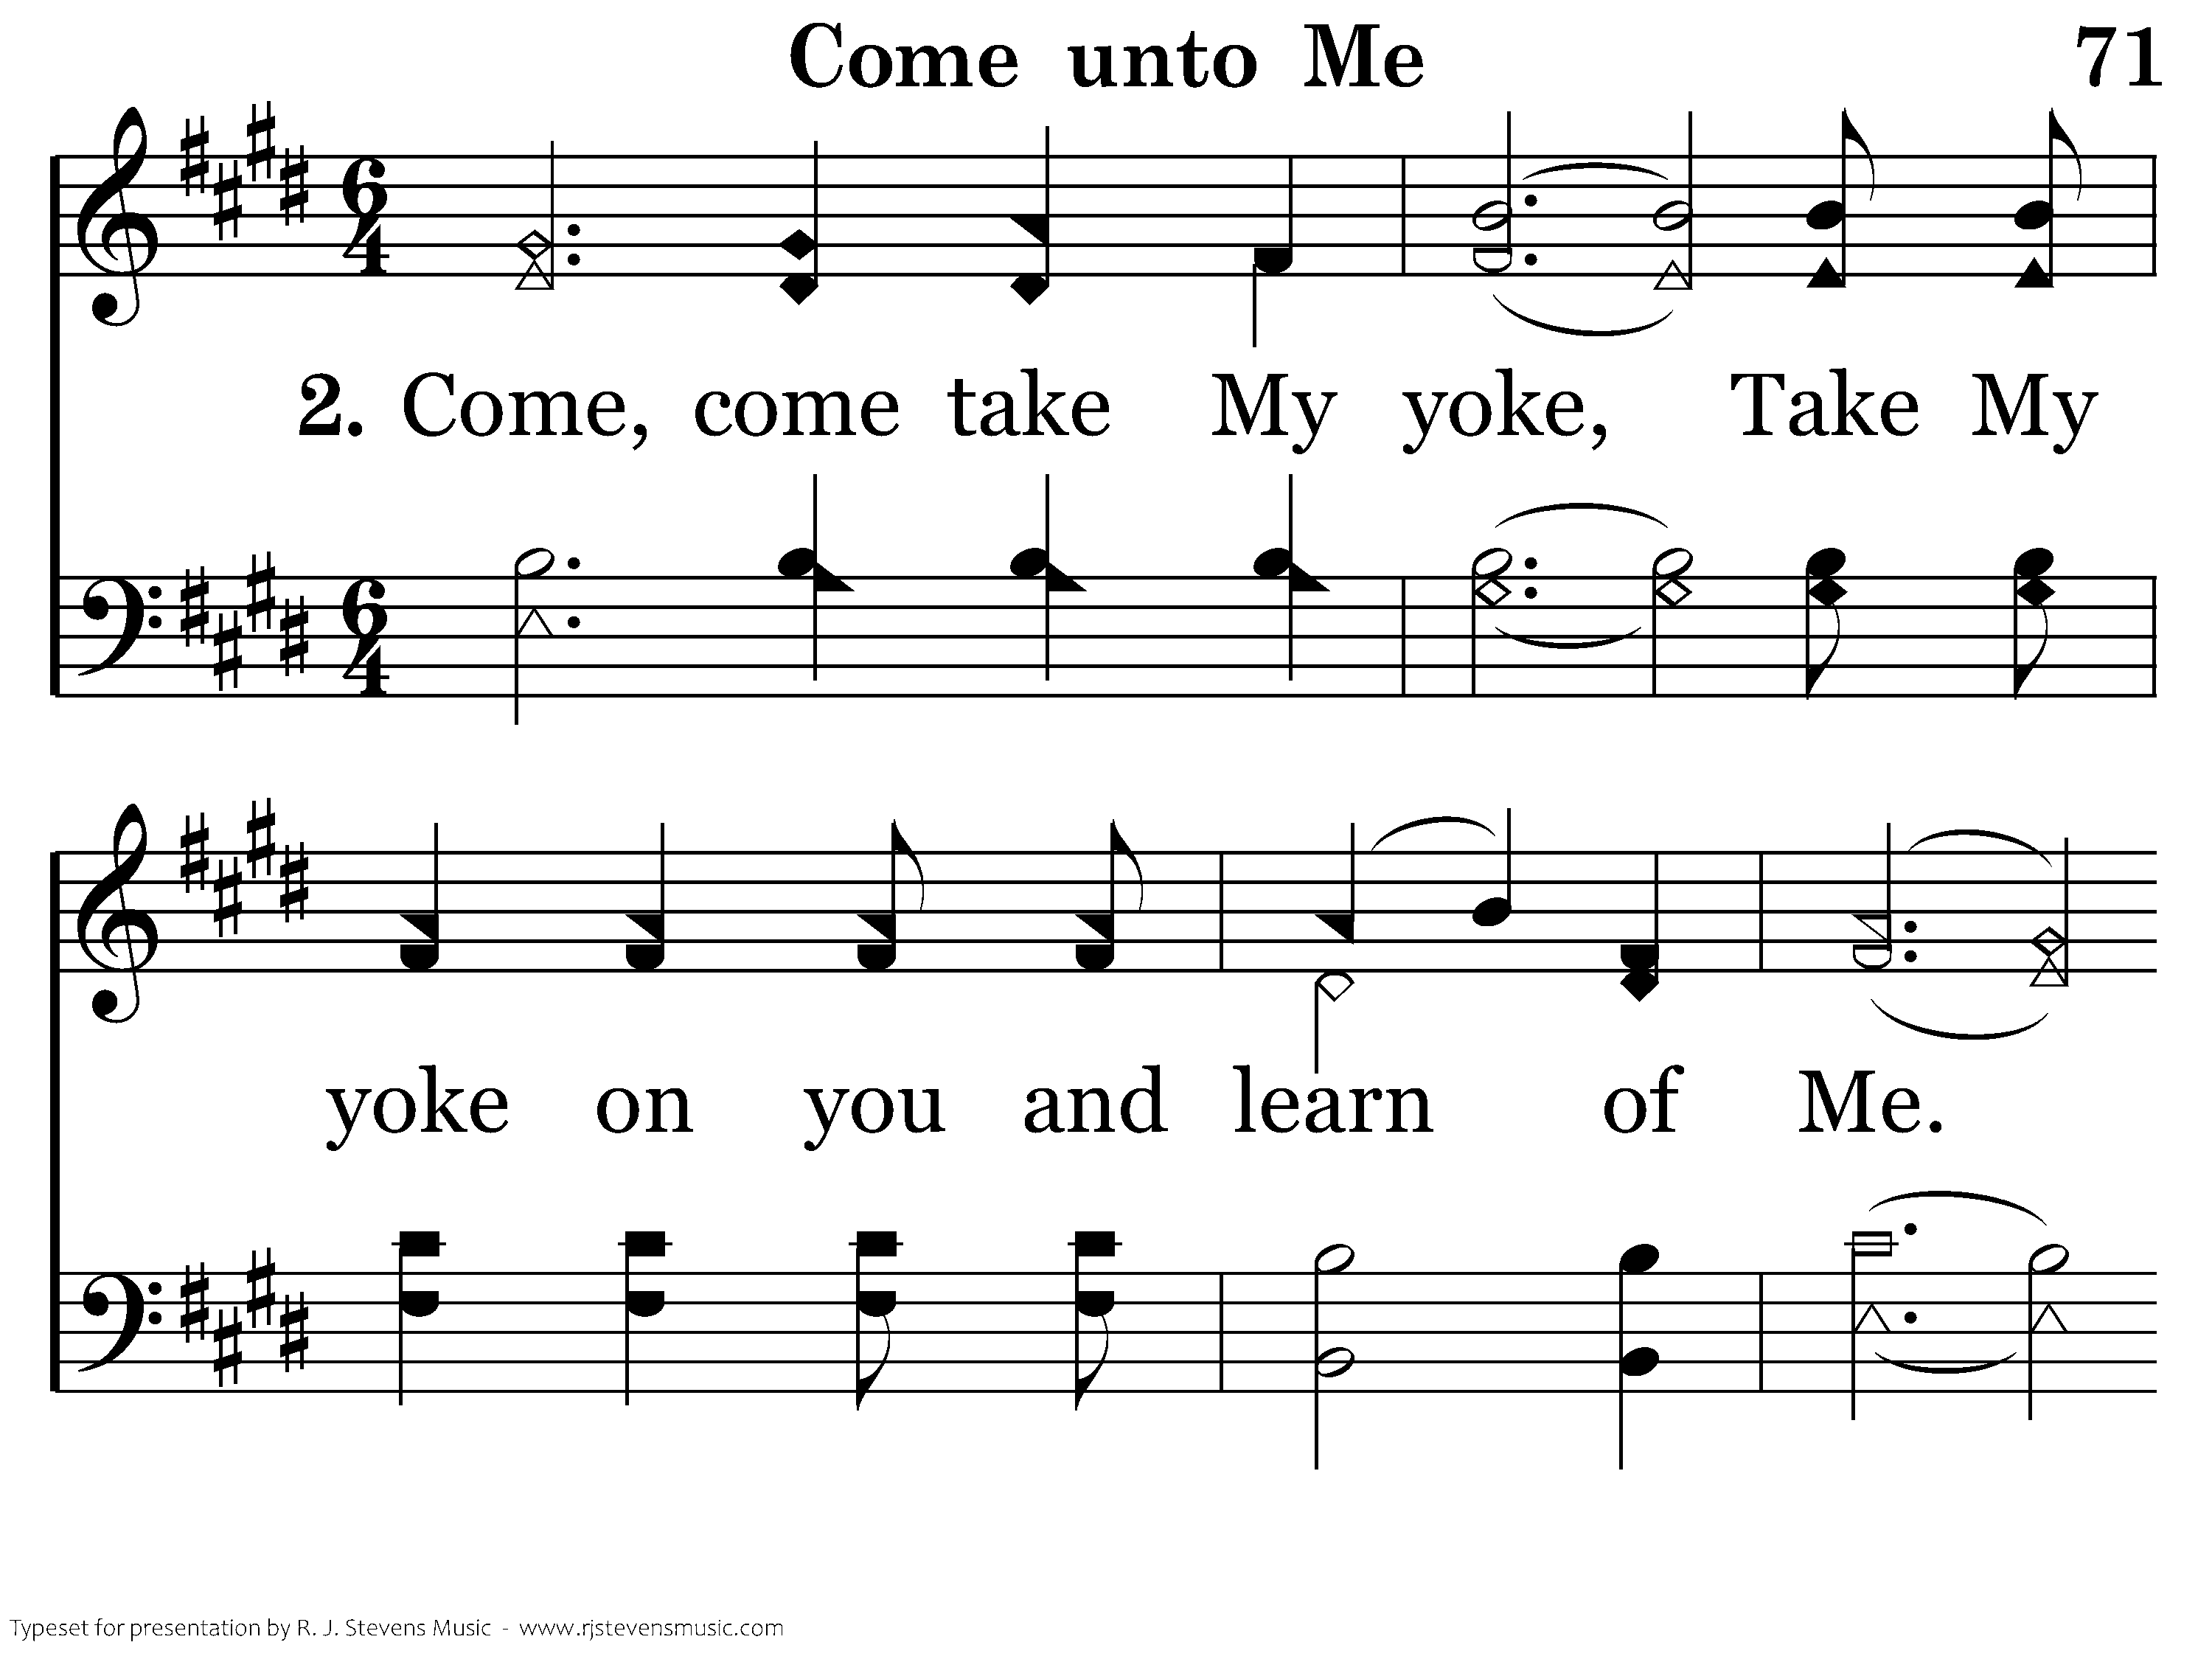 Come unto Me 71
6
4
2. Come, come take My yoke, Take My
6
4
yoke on you and learn of Me.
Typeset for presentation by R. J. Stevens Music - www.rjstevensmusic.com